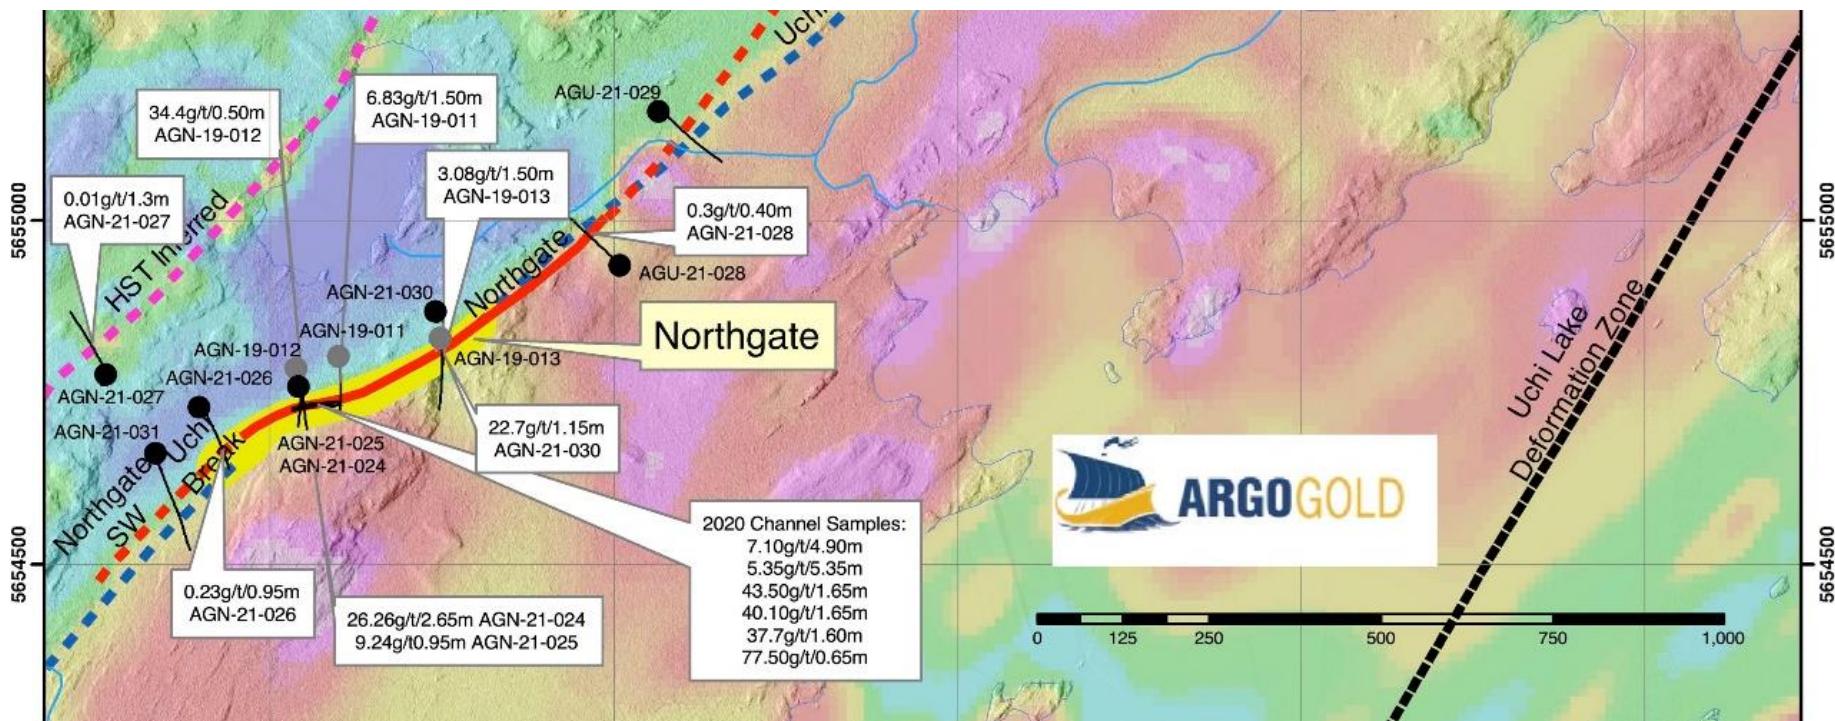 Uchi
AGU-21-029
6.83g/t/1.50m
AGN-19-011
34.4g/t/0.50m
AGN-19-012
3.08g/t/1.50m
AGN-19-013
0.01g/t/1.3m
AGN-21-027
0.3g/t/0.40m
AGN-21-028
5655000
5655000
HST Inferred
Northgate
AGU-21-028
AGN-21-030
AGN-19-011
Northgate
AGN-19-012
AGN-19-013
AGN-21-026
AGN-21-027
AGN-21-031
Uchi
Break
AGN-21-025
AGN-21-024
22.7g/t/1.15m
AGN-21-030
Uchi Lake
Deformation Zone
ARGOGOLD
Northgate
SW
2020 Channel Samples:
7.10g/t/4.90m
5.35g/t/5.35m
43.50g/t/1.65m
40.10g/t/1.65m
37.7g/t/1.60m
77.50g/t/0.65m
5654500
5654500
0.23g/t/0.95m
AGN-21-026
26.26g/t/2.65m AGN-21-024
9.24g/t0.95m AGN-21-025
0 125 250 500 750 1,000